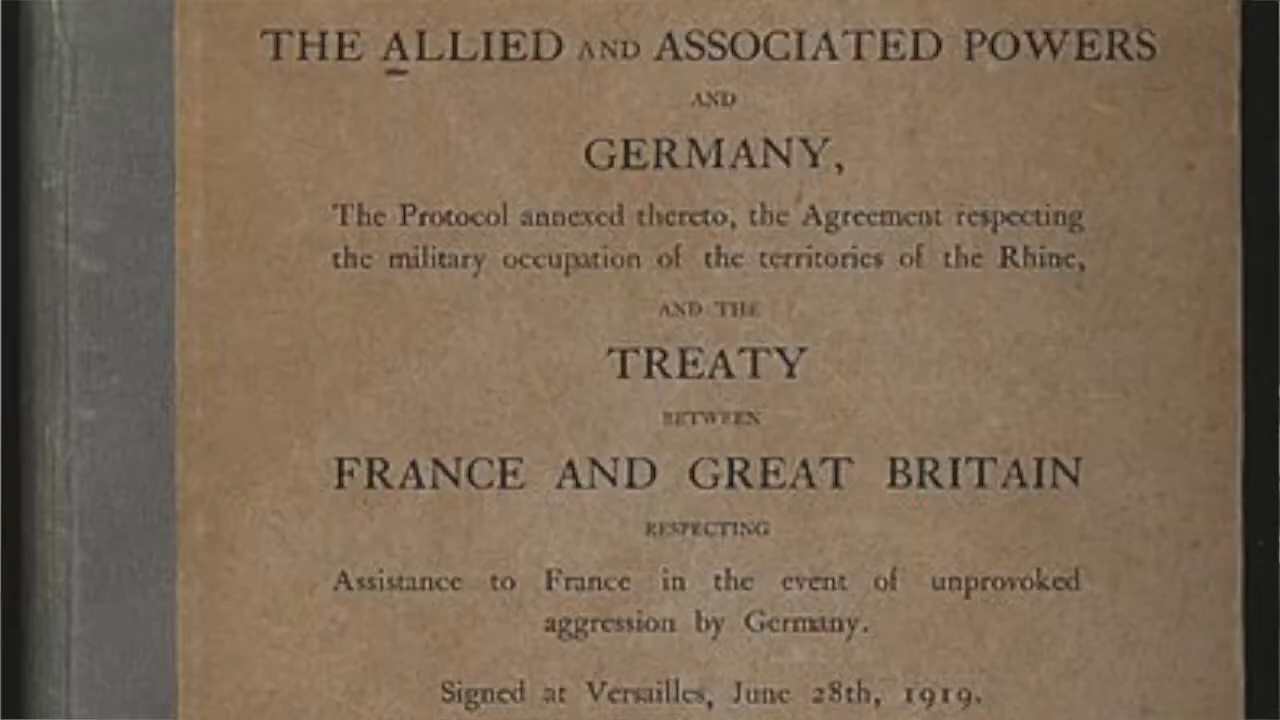 THE ALLIED AND ASSOCIATED POWERS
AND
GERMANY,
The Protocol annexed thereto, the Agreement respecting
the military occupation of the territories of the Rhine,
AND THE
TREATY
BETWEEN
FRANCE AND GREAT BRITAIN
RESPECTING
Assistance to France in the event of unprovoked
aggression by Germany.
Signed at Versailles, June 28th, 1919.